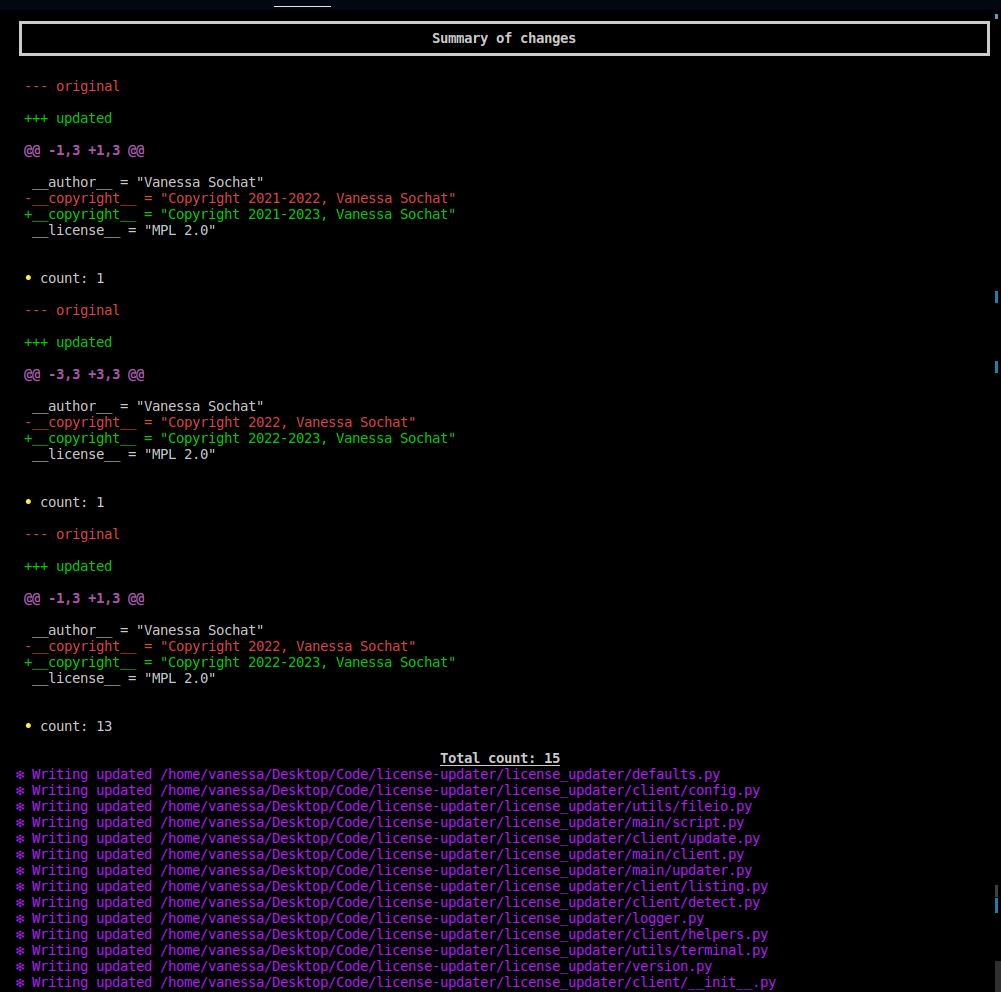 Summary of changes
--- original
+++ updated
@@ -1,3 +1,3 @@
__author__ = "Vanessa Sochat"
-__copyright__ = "Copyright 2021-2022, Vanessa Sochat"
+__copyright__ = "Copyright 2021-2023, Vanessa Sochat"
__license__ = "MPL 2.0"
• count: 1
--- original
+++ updated
@@ -3,3 +3,3 @@
__author__ = "Vanessa Sochat"
-__copyright__ = "Copyright 2022, Vanessa Sochat"
+__copyright__ = "Copyright 2022-2023, Vanessa Sochat"
__license__ = "MPL 2.0"
• count: 1
--- original
+++ updated
@@ -1,3 +1,3 @@
__author__ = "Vanessa Sochat"
-__copyright__ = "Copyright 2022, Vanessa Sochat"
+__copyright__ = "Copyright 2022-2023, Vanessa Sochat"
__license__ = "MPL 2.0"
• count: 13
Total count: 15
✻ Writing updated /home/vanessa/Desktop/Code/license-updater/license_updater/defaults.py
✻ Writing updated /home/vanessa/Desktop/Code/license-updater/license_updater/client/config.py
✻ Writing updated /home/vanessa/Desktop/Code/license-updater/license_updater/utils/fileio.py
✻ Writing updated /home/vanessa/Desktop/Code/license-updater/license_updater/main/script.py
✻ Writing updated /home/vanessa/Desktop/Code/license-updater/license_updater/client/update.py
✻ Writing updated /home/vanessa/Desktop/Code/license-updater/license_updater/main/client.py
✻ Writing updated /home/vanessa/Desktop/Code/license-updater/license_updater/main/updater.py
✻ Writing updated /home/vanessa/Desktop/Code/license-updater/license_updater/client/listing.py
✻ Writing updated /home/vanessa/Desktop/Code/license-updater/license_updater/client/detect.py
✻ Writing updated /home/vanessa/Desktop/Code/license-updater/license_updater/logger.py
✻ Writing updated /home/vanessa/Desktop/Code/license-updater/license_updater/client/helpers.py
✻ Writing updated /home/vanessa/Desktop/Code/license-updater/license_updater/utils/terminal.py
✻ Writing updated /home/vanessa/Desktop/Code/license-updater/license_updater/version.py
✻ Writing updated /home/vanessa/Desktop/Code/license-updater/license_updater/client/__init__.py